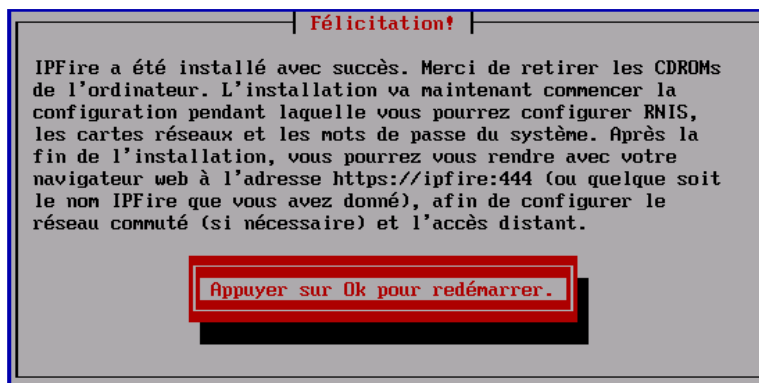 Félicitation!
IPFire a été installé avec succès. Merci de retirer les CDROMs
de l'ordinateur. L'installation va maintenant commencer la
configuration pendant laquelle vous pourrez configurer RNIS,
les cartes réseaux et les mots de passe du système. Après la
fin de l'installation, vous pourrez vous rendre avec votre
navigateur web à l'adresse https://ipfire:444 (ou quelque soit
le nom IPFire que vous avez donné), afin de configurer le
réseau commuté (si nécessaire) et l'accès distant.
Appuyer sur Ok pour redémarrer.